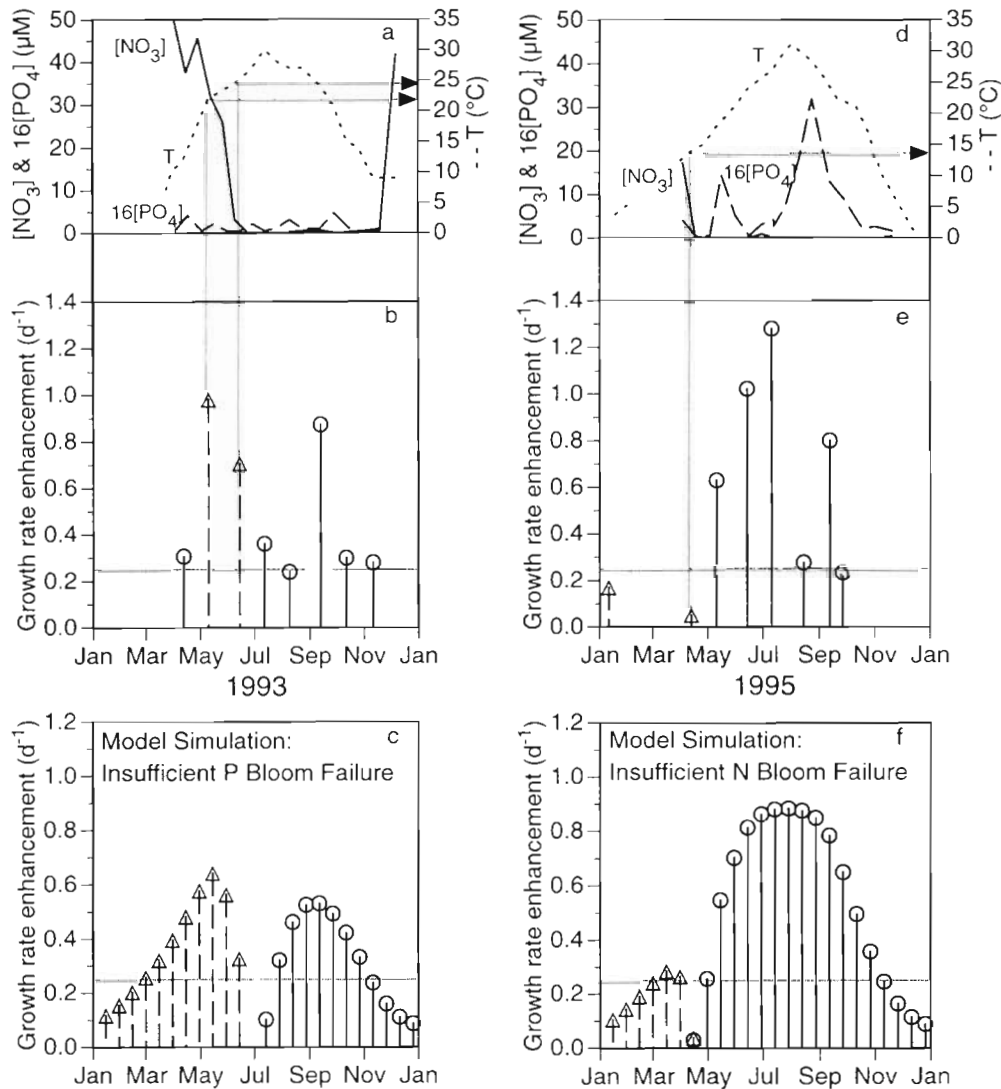 [NO3] & 16[PO4] (µM)
50
40
30
20
10
0
a
[NO3]
T
16[PO4]
35
30
25
20
15
10
5
0
- - T (°C)
[NO3] & 16[PO4] (µM)
50
40
30
20
10
0
d
T
[NO3]
16[PO4]
35
30
25
20
15
10
5
0
- - T (°C)
Growth rate enhancement (d-1)
1.4
1.2
1.0
0.8
0.6
0.4
0.2
0.0
b
Jan Mar May Jul Sep Nov Jan
1993
Growth rate enhancement (d-1)
1.4
1.2
1.0
0.8
0.6
0.4
0.2
0.0
e
Jan Mar May Jul Sep Nov Jan
1995
Growth rate enhancement (d-1)
1.2
1.0
0.8
0.6
0.4
0.2
0.0
Model Simulation: c
Insufficient P Bloom Failure
Jan Mar May Jul Sep Nov Jan
Growth rate enhancement (d-1)
1.2
1.0
0.8
0.6
0.4
0.2
0.0
Model Simulation: f
Insufficient N Bloom Failure
Jan Mar May Jul Sep Nov Jan